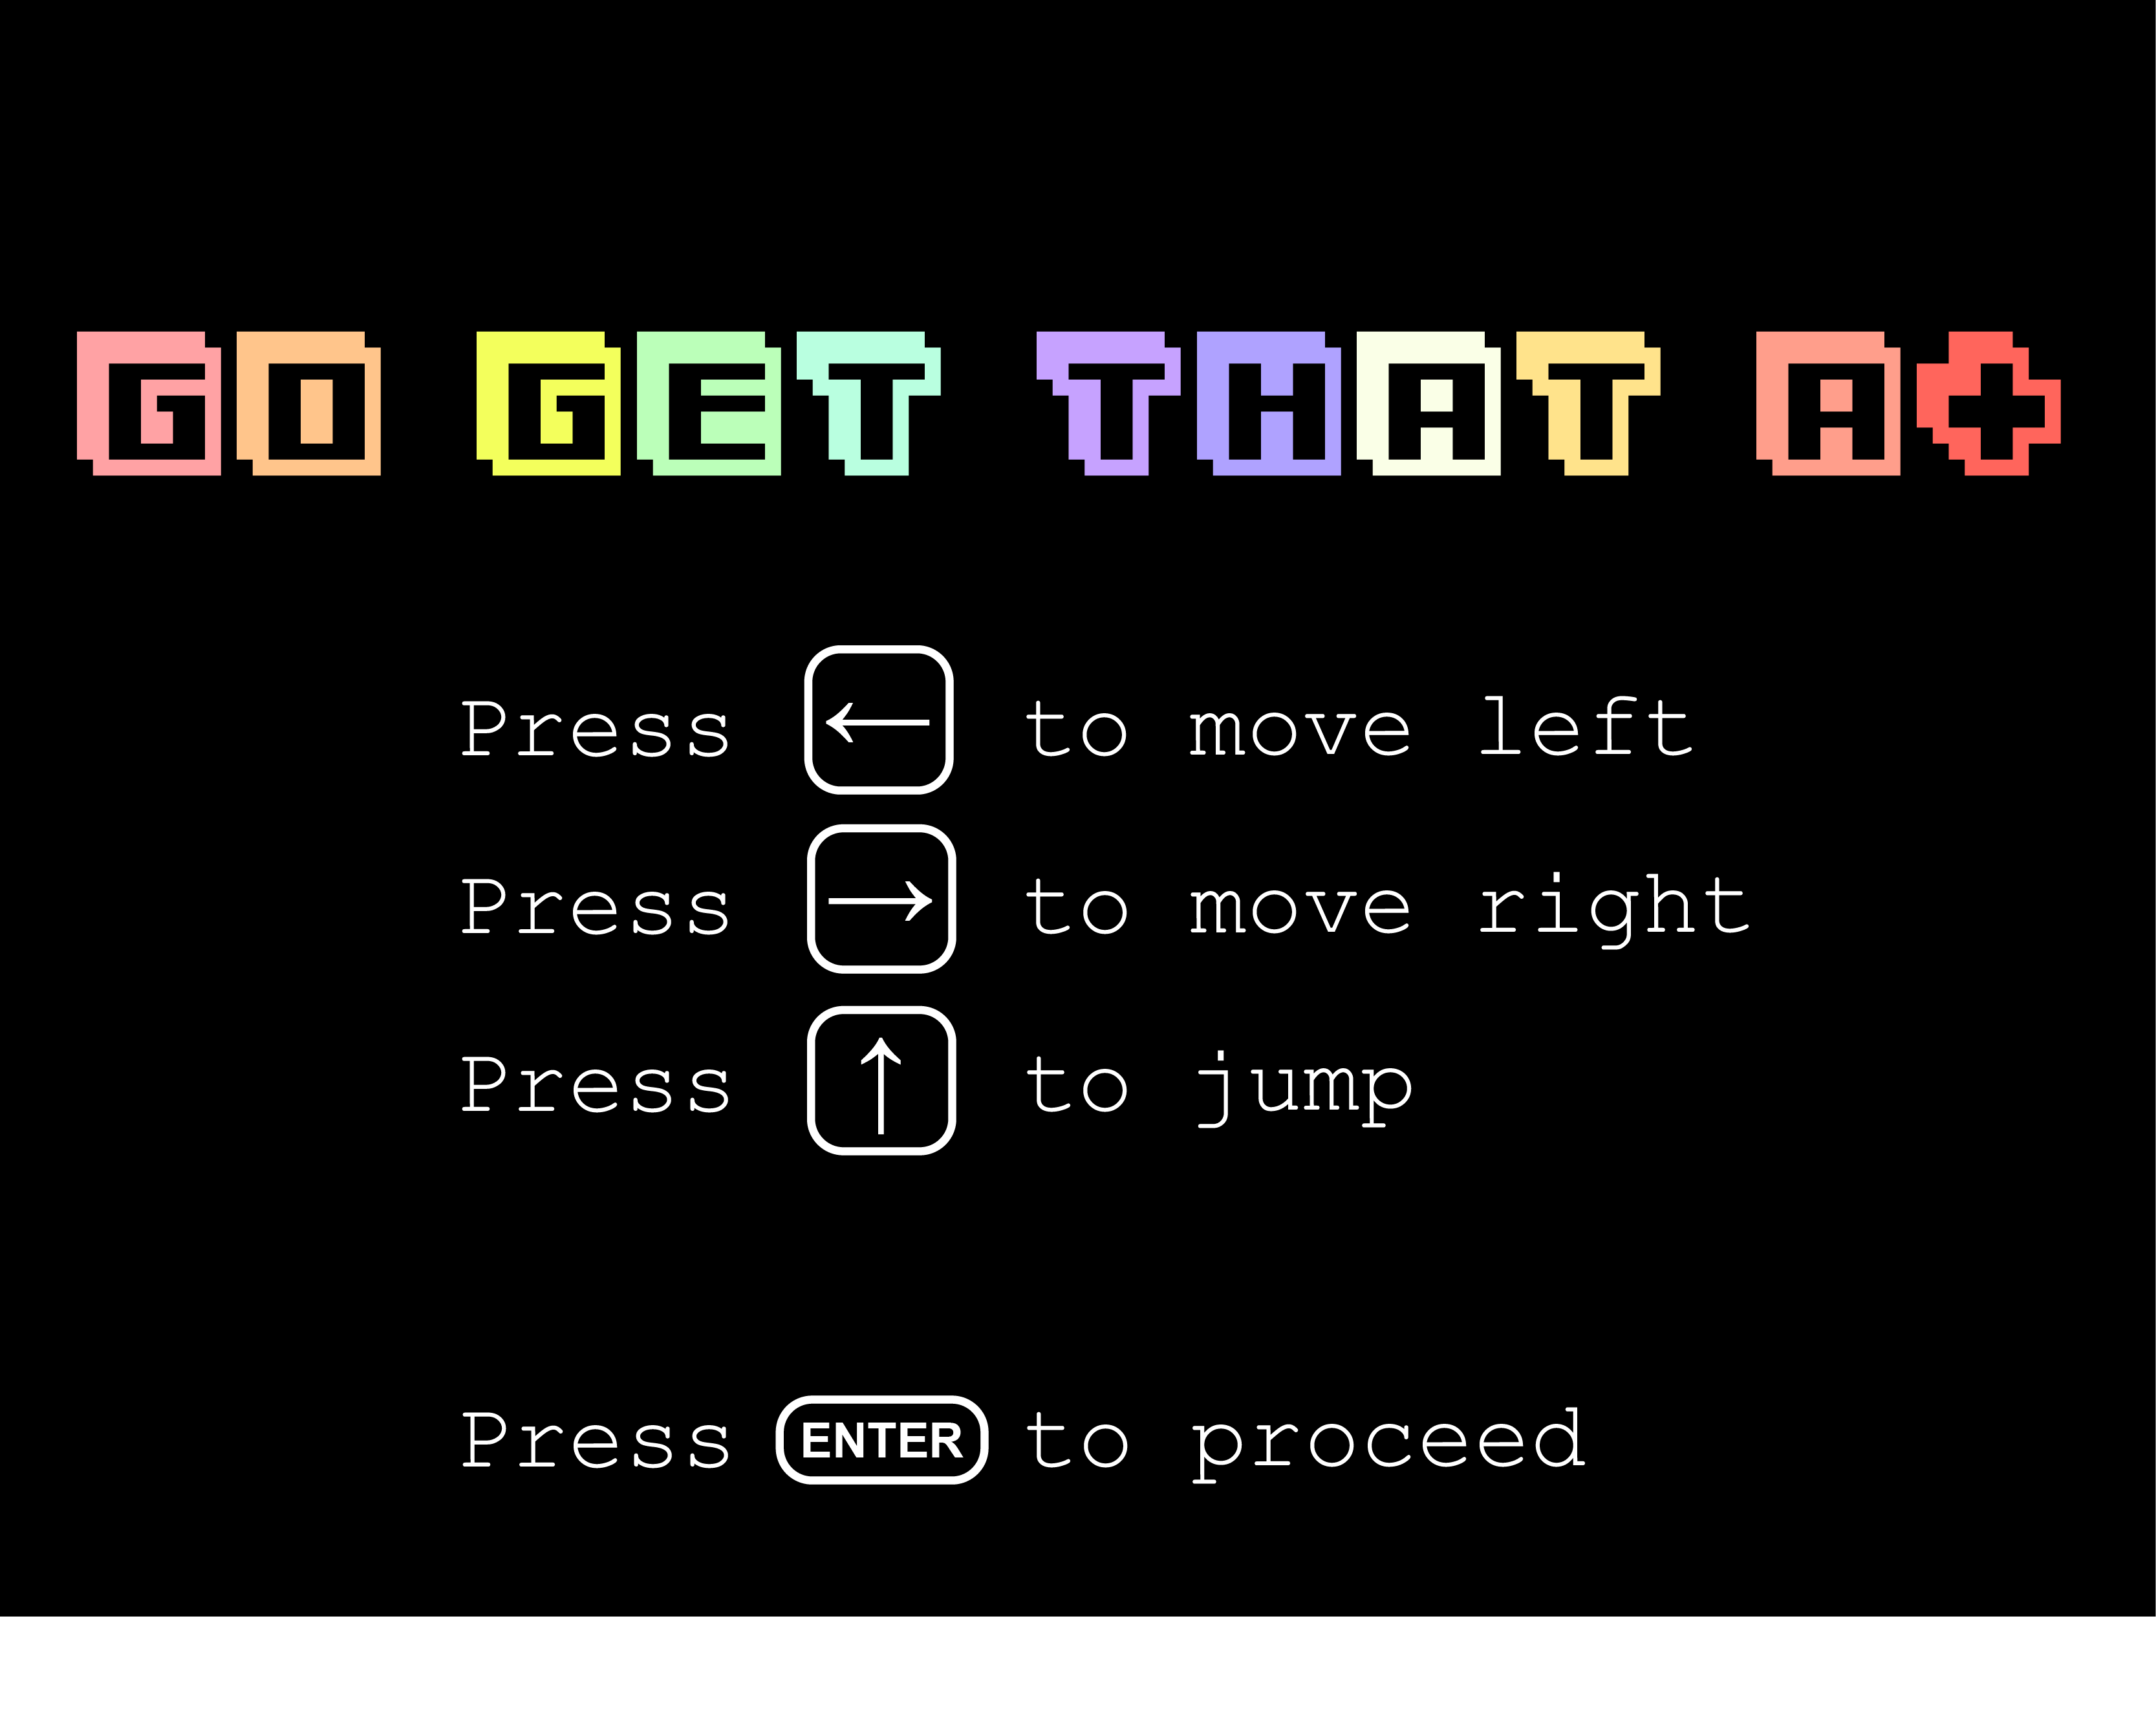 GO GET THAT A+
Press ← to move left
Press → to move right
Press ↑ to jump
Press ENTER to proceed